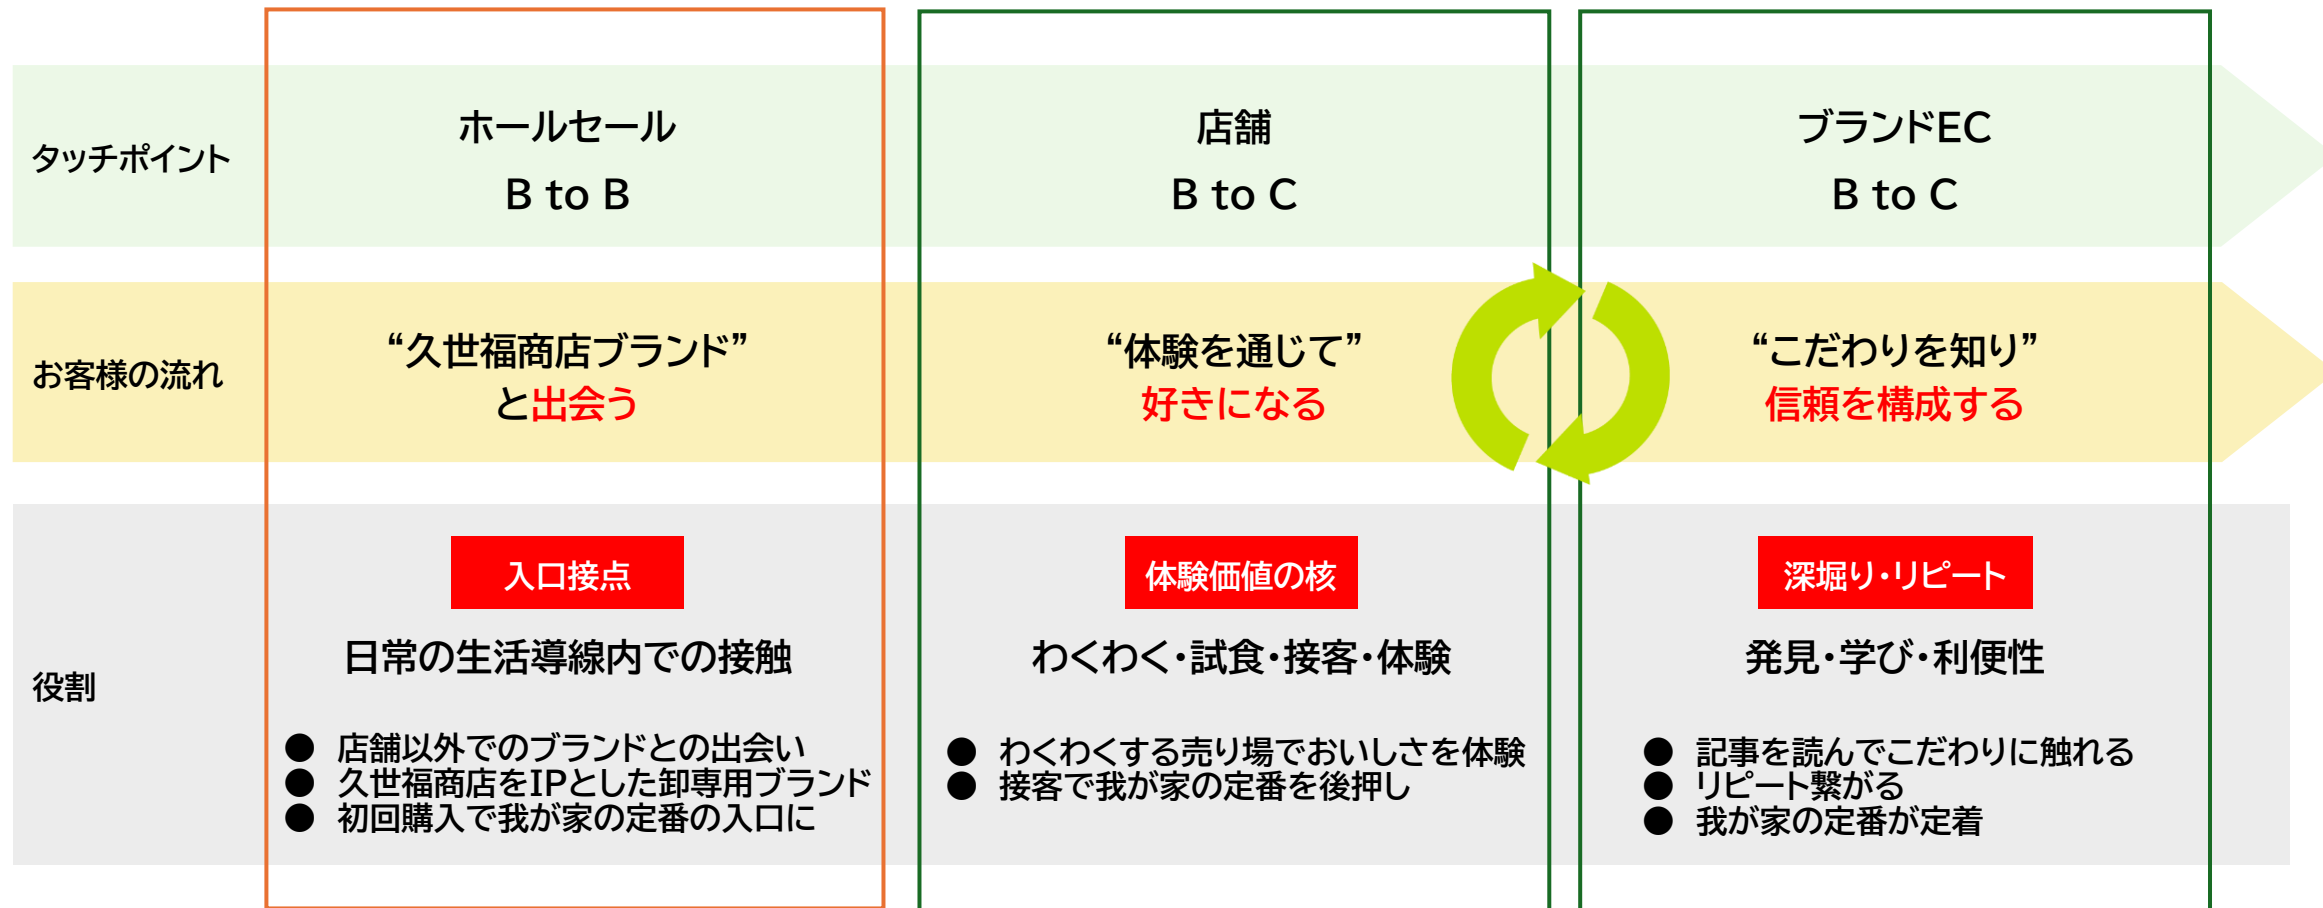 タッチポイント
ホールセール
B to B
店舗
B to C
ブランドEC
B to C
お客様の流れ
“久世福商店ブランド”
と出会う
“体験を通じて”
好きになる
“こだわりを知り”
信頼を構成する
役割
入口接点
日常の生活導線内での接触
● 店舗以外でのブランドとの出会い
● 久世福商店をIPとした卸専用ブランド
● 初回購入で我が家の定番の入口に
体験価値の核
わくわく・試食・接客・体験
● わくわくする売り場でおいしさを体験
● 接客で我が家の定番を後押し
深堀り・リピート
発見・学び・利便性
● 記事を読んでこだわりに触れる
● リピート繋がる
● 我が家の定番が定着